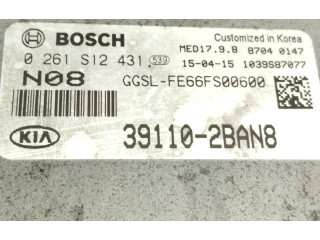 BOSCH
Customized in Korea
MED17.9.8 8704 0147
0 261 S12 431 539
15-04-15 1039S87077
N08
GGSL-FE66FS00600
KIA
39110-2BAN8